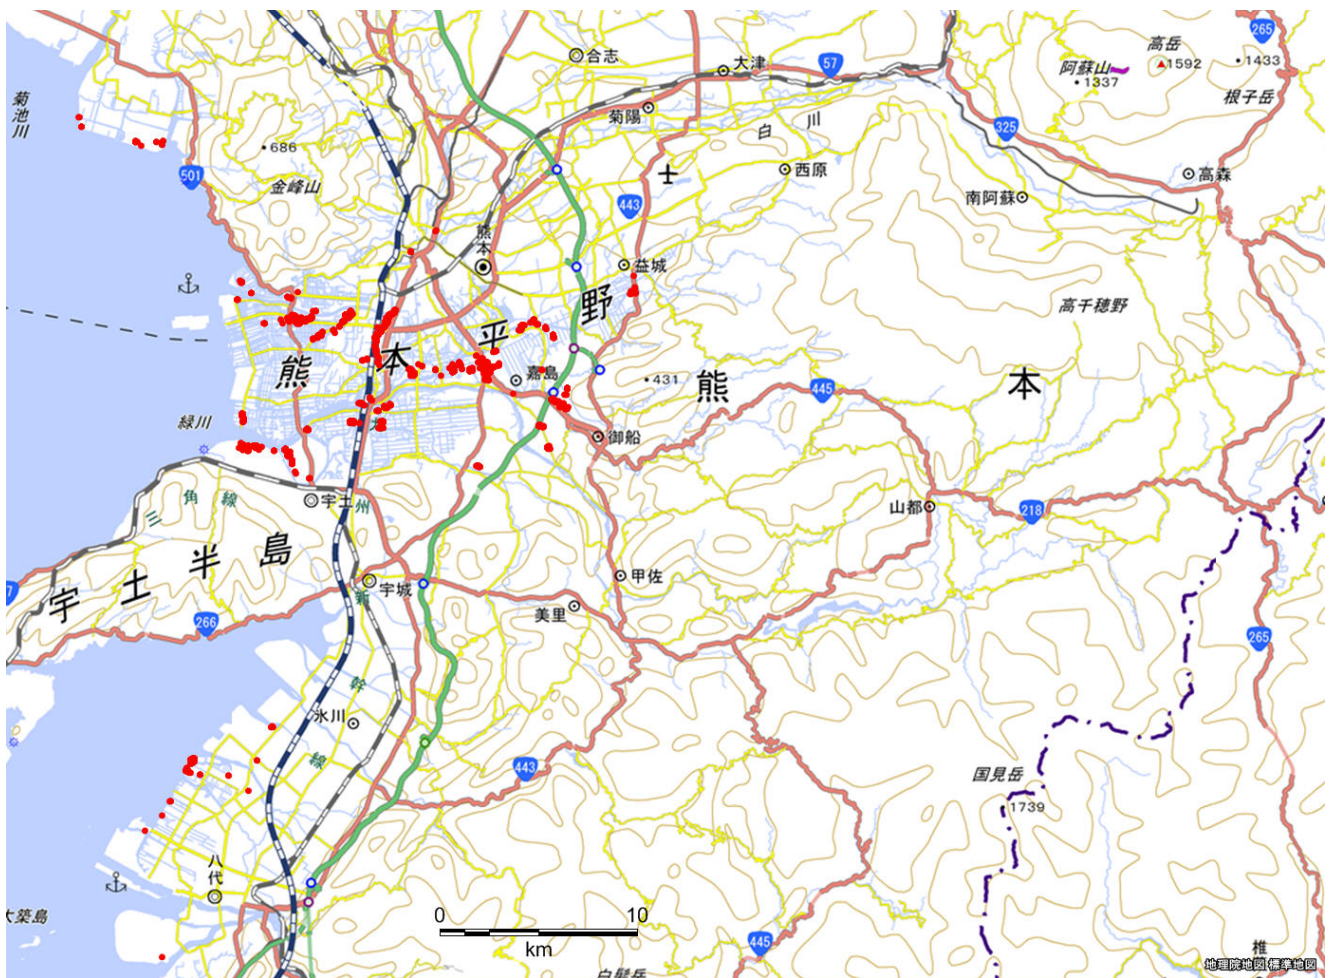 265
高岳
合志
大津
57
阿蘇山
1592
1433
1337
根子岳
菊池川
菊陽
白川
325
686
501
金峰山
西原
高森
443
南阿蘇
熊本
益城
高千穂野
熊本平野
嘉島
431
熊本
445
緑川
御船
三角線
宇土
九州新幹線
山都
218
宇土半島
宇城
甲佐
美里
266
265
氷川
443
国見岳
1739
八代
0
10
km
445
白髪岳
地理院地図 標準地図